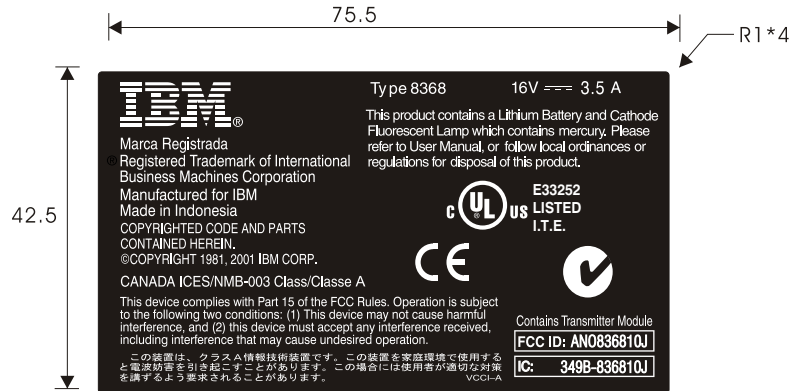 75.5
R1*4
42.5
IBM®
Type 8368 16V 3.5 A
This product contains a Lithium Battery and Cathode
Fluorescent Lamp which contains mercury. Please
refer to User Manual, or follow local ordinances or
regulations for disposal of this product.
Marca Registrada
® Registered Trademark of International
Business Machines Corporation
Manufactured for IBM
Made in Indonesia
COPYRIGHTED CODE AND PARTS
CONTAINED HEREIN.
©COPYRIGHT 1981, 2001 IBM CORP.
CANADA ICES/NMB-003 Class/Classe A
C UL® US
E33252
LISTED
I.T.E.
CE
This device complies with Part 15 of the FCC Rules. Operation is subject
to the following two conditions: (1) This device may not cause harmful
interference, and (2) this device must accept any interference received,
including interference that may cause undesired operation.
この装置は、クラスA情報技術装置です。この装置を家庭環境で使用する
と電波妨害を引き起こすことがあります。この場合には使用者が適切な対策
を講ずるよう要求されることがあります。 VCCI-A
Contains Transmitter Module
FCC ID: ANO836810J
IC: 349B-836810J